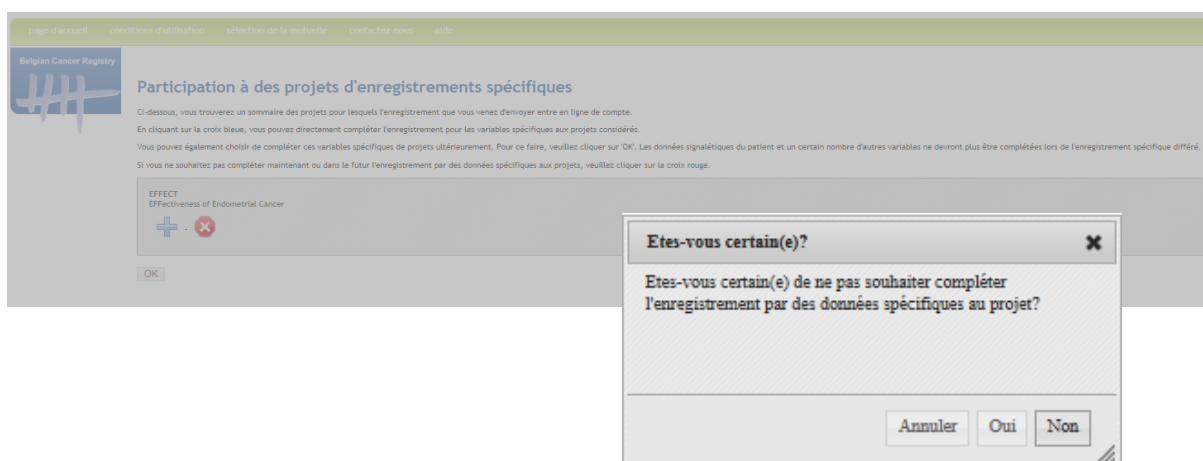 page d'accueil conditions d'utilisation sélection de la mutuelle contactez-nous aide
Belgian Cancer Registry
Participation à des projets d'enregistrements spécifiques
Ci-dessous, vous trouverez un sommaire des projets pour lesquels l'enregistrement que vous venez d'envoyer entre en ligne de compte.
En cliquant sur la croix bleue, vous pouvez directement compléter l'enregistrement pour les variables spécifiques aux projets considérés.
Vous pouvez également choisir de compléter ces variables spécifiques de projets ultérieurement. Pour ce faire, veuillez cliquer sur 'OK'. Les données signalétiques du patient et un certain nombre d'autres variables ne devront plus être complétées lors de l'enregistrement spécifique différé.
Si vous ne souhaitez pas compléter maintenant ou dans le futur l'enregistrement par des données spécifiques aux projets, veuillez cliquer sur la croix rouge.
EFFECT
EFFectiveness of Endometrial Cancer
-
OK
Etes-vous certain(e)?
Etes-vous certain(e) de ne pas souhaiter compléter
l'enregistrement par des données spécifiques au projet?
Annuler Oui Non